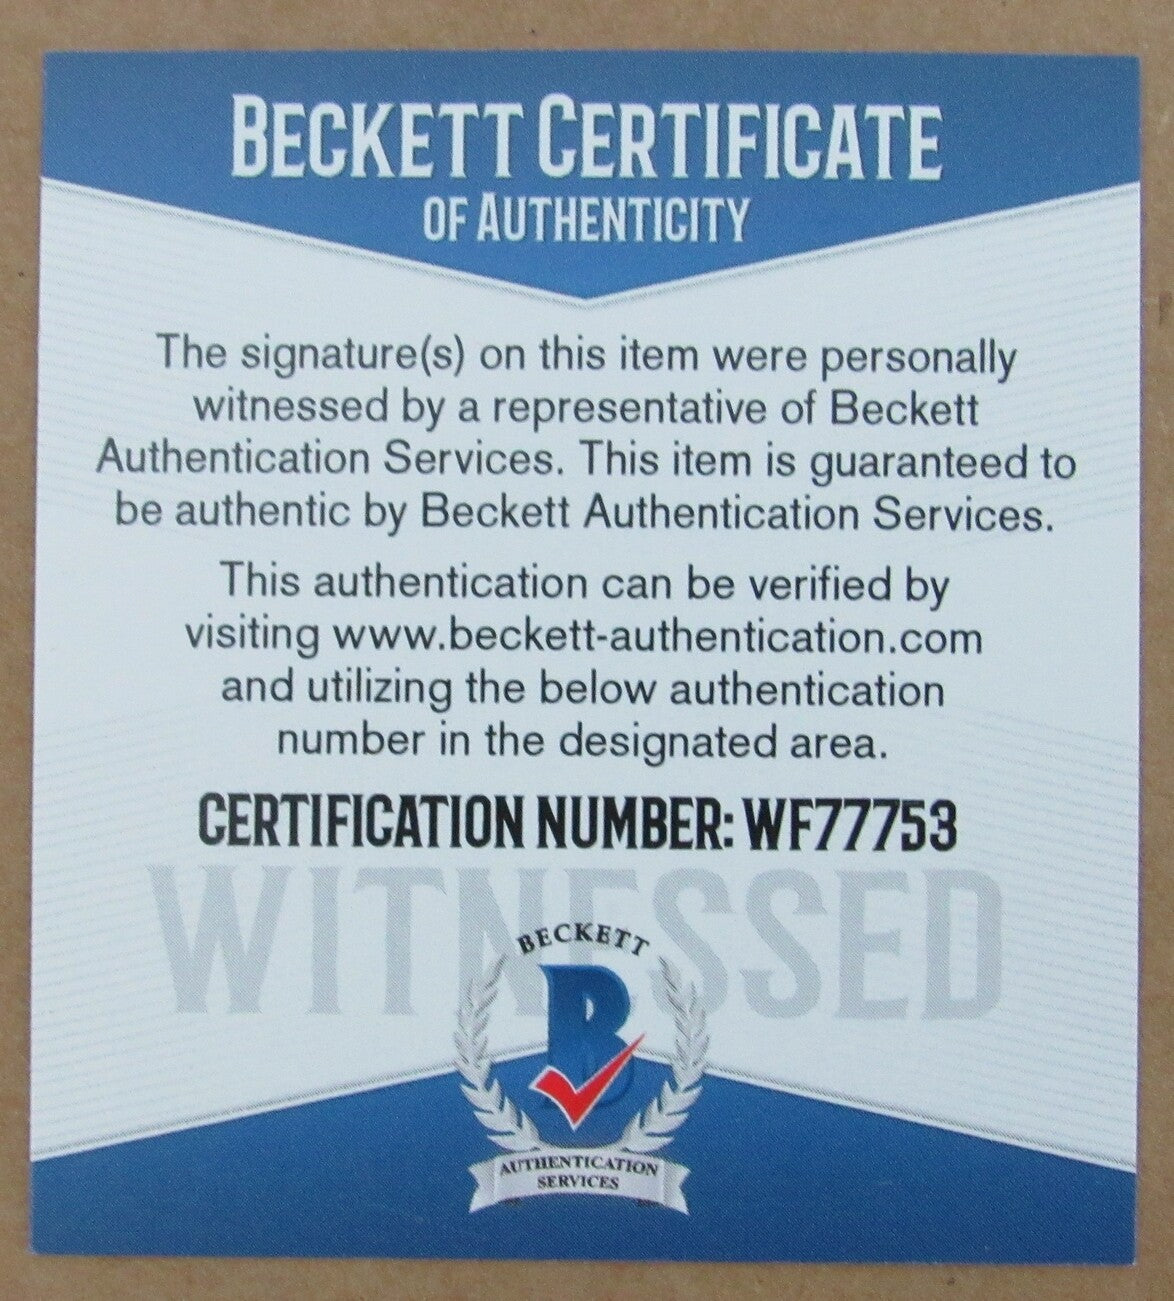 BECKETT CERTIFICATE
OF AUTHENTICITY
The signature(s) on this item were personally
witnessed by a representative of Beckett
Authentication Services. This item is guaranteed to
be authentic by Beckett Authentication Services.
This authentication can be verified by
visiting www.beckett-authentication.com
and utilizing the below authentication
number in the designated area.
CERTIFICATION NUMBER: WF77753
WITNESSED
BECKETT
B
AUTHENTICATION
SERVICES